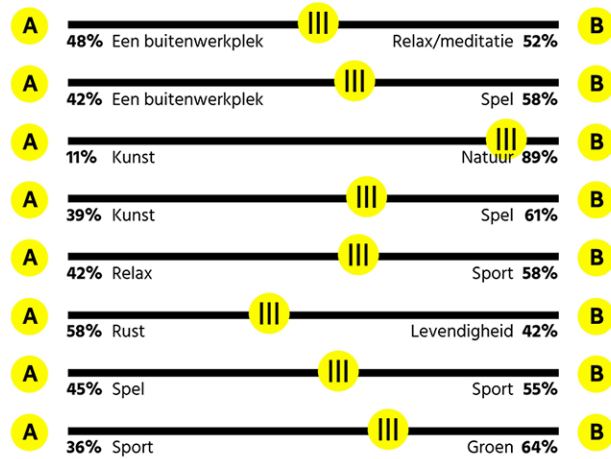 A B
48% Een buitenwerkplek Relax/meditatie 52%
A B
42% Een buitenwerkplek Spel 58%
A B
11% Kunst Natuur 89%
A B
39% Kunst Spel 61%
A B
42% Relax Sport 58%
A B
58% Rust Levendigheid 42%
A B
45% Spel Sport 55%
A B
36% Sport Groen 64%